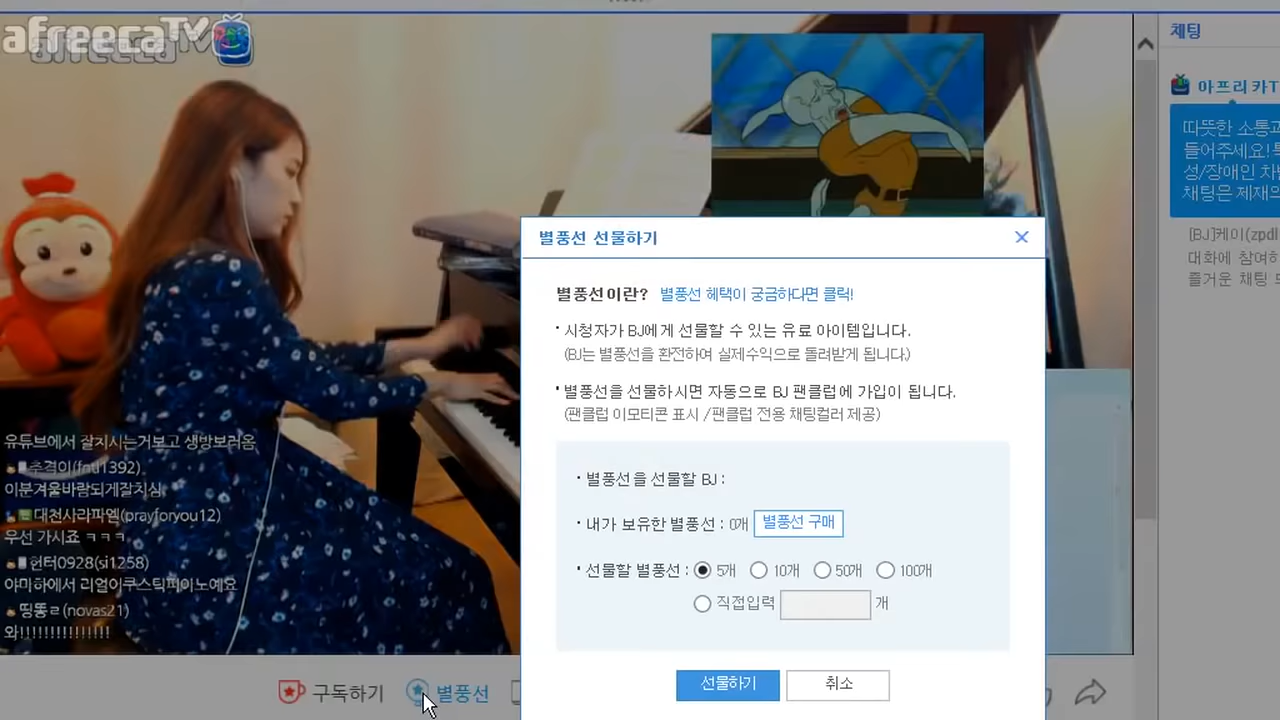 afreecaTV
채팅
아프리카T
따뜻한 소통과
들어주세요!
성/장애인 차별
채팅은 제재의
[BJ]케이(zpdl
대화에 참여하
즐거운 채팅
별풍선 선물하기
별풍선이란? 별풍선 혜택이 궁금하다면 클릭!
· 시청자가 BJ에게 선물할 수 있는 유료 아이템입니다.
(BJ는 별풍선을 환전하여 실제수익으로 돌려받게 됩니다.)
· 별풍선을 선물하시면 자동으로 BJ 팬클럽에 가입이 됩니다.
(팬클럽 이모티콘 표시 /팬클럽 전용 채팅컬러 제공)
· 별풍선을 선물할 BJ :
· 내가 보유한 별풍선 : 0개 별풍선 구매
· 선물할 별풍선 : 5개 10개 50개 100개
직접입력 개
선물하기 취소
유튜브에서 잘치시는거보고 생방보러옴
추격이(fntl1392)
이분겨울바람되게잘치심
대천사라파엘(prayforyou12)
우선 가시죠 ㅋㅋㅋ
헌터0928(si1258)
야마하에서 리얼어쿠스틱피아노예요
띵똥ㄹ(novas21)
와!!!!!!!!!!!!!!!
구독하기 별풍선